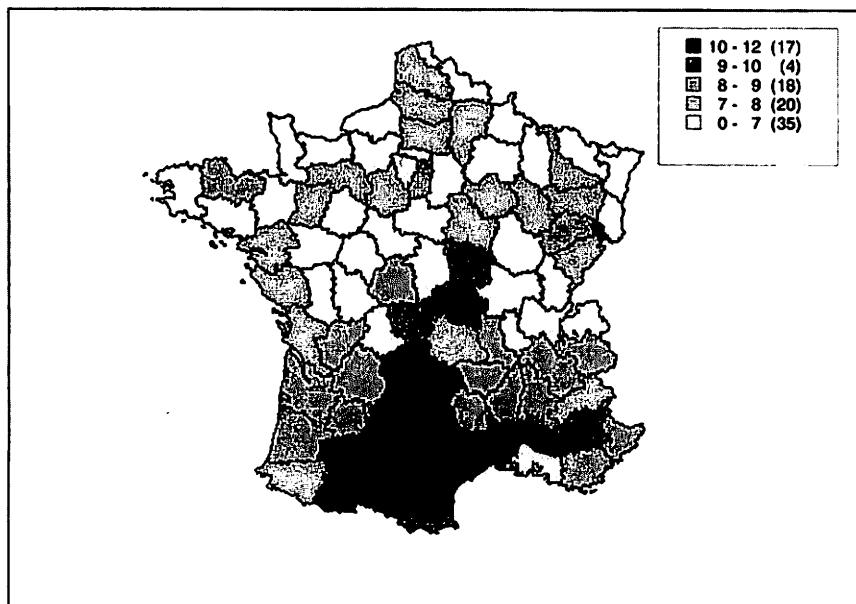 10 - 12 (17)
9 - 10 (4)
8 - 9 (18)
7 - 8 (20)
0 - 7 (35)